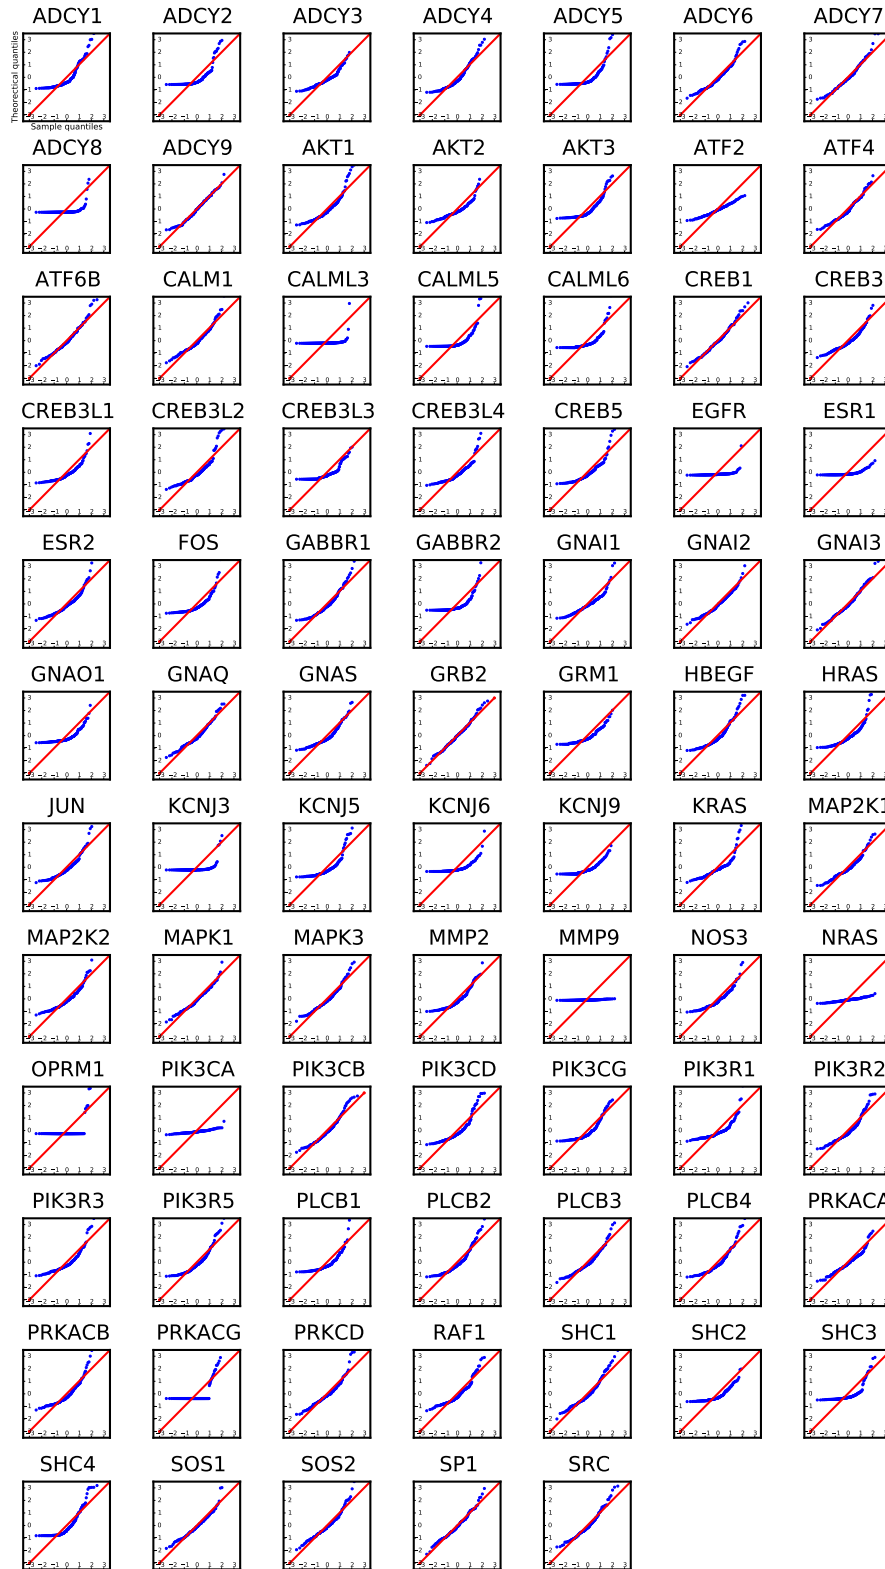 ADCY1 ADCY2 ADCY3 ADCY4 ADCY5 ADCY6 ADCY7
Theorectical quantiles
Sample quantiles
ADCY8 ADCY9 AKT1 AKT2 AKT3 ATF2 ATF4
ATF6B CALM1 CALML3 CALML5 CALML6 CREB1 CREB3
CREB3L1 CREB3L2 CREB3L3 CREB3L4 CREB5 EGFR ESR1
ESR2 FOS GABBR1 GABBR2 GNAI1 GNAI2 GNAI3
GNAO1 GNAQ GNAS GRB2 GRM1 HBEGF HRAS
JUN KCNJ3 KCNJ5 KCNJ6 KCNJ9 KRAS MAP2K1
MAP2K2 MAPK1 MAPK3 MMP2 MMP9 NOS3 NRAS
OPRM1 PIK3CA PIK3CB PIK3CD PIK3CG PIK3R1 PIK3R2
PIK3R3 PIK3R5 PLCB1 PLCB2 PLCB3 PLCB4 PRKACA
PRKACB PRKACG PRKCD RAF1 SHC1 SHC2 SHC3
SHC4 SOS1 SOS2 SP1 SRC